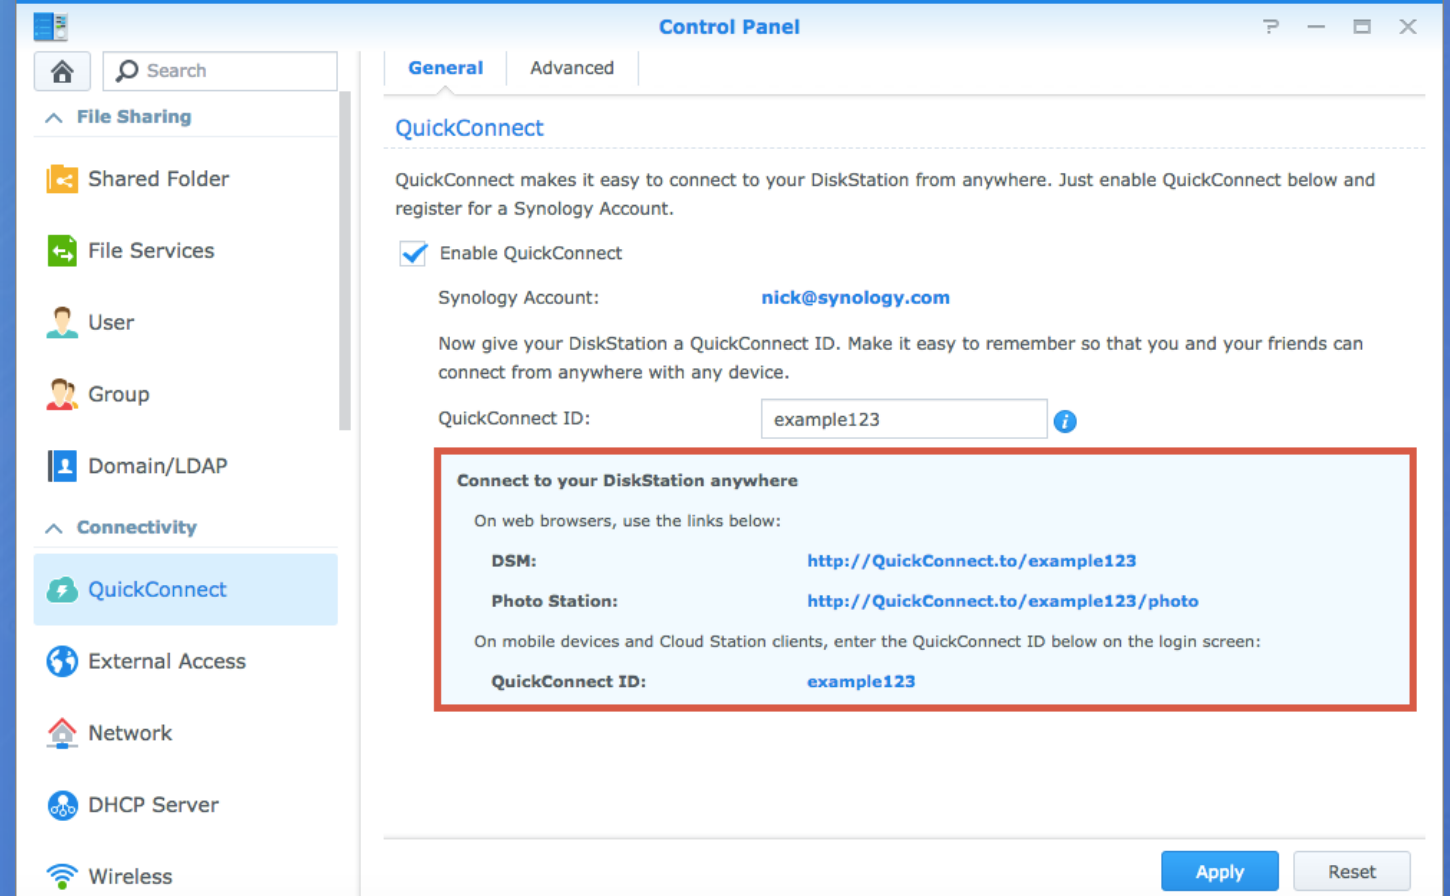 Control Panel
Search
File Sharing
Shared Folder
File Services
User
Group
Domain/LDAP
Connectivity
QuickConnect
External Access
Network
DHCP Server
Wireless
General
Advanced
QuickConnect
QuickConnect makes it easy to connect to your DiskStation from anywhere. Just enable QuickConnect below and
register for a Synology Account.
Enable QuickConnect
Synology Account: nick@synology.com
Now give your DiskStation a QuickConnect ID. Make it easy to remember so that you and your friends can
connect from anywhere with any device.
QuickConnect ID: example123
Connect to your DiskStation anywhere
On web browsers, use the links below:
DSM: http://QuickConnect.to/example123
Photo Station: http://QuickConnect.to/example123/photo
On mobile devices and Cloud Station clients, enter the QuickConnect ID below on the login screen:
QuickConnect ID: example123
Apply
Reset